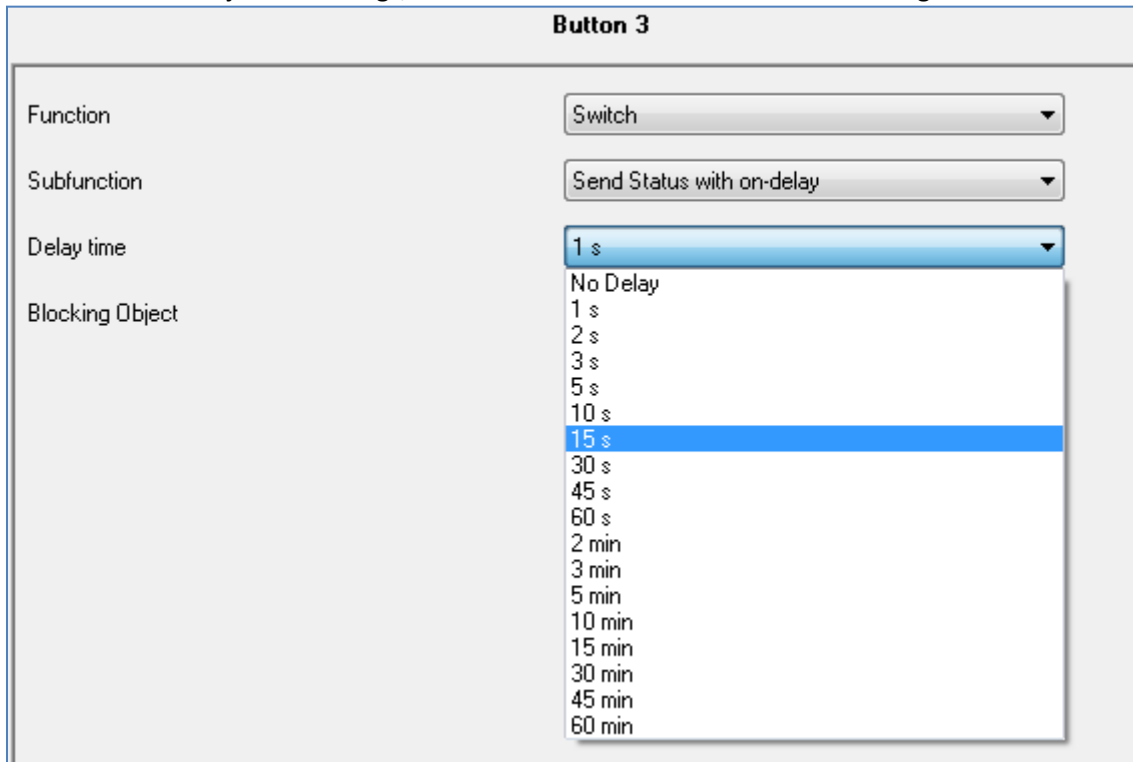 Button 3
Function Switch
Subfunction Send Status with on-delay
Delay time 1 s
No Delay
Blocking Object 1 s
2 s
3 s
5 s
10 s
15 s
30 s
45 s
60 s
2 min
3 min
5 min
10 min
15 min
30 min
45 min
60 min